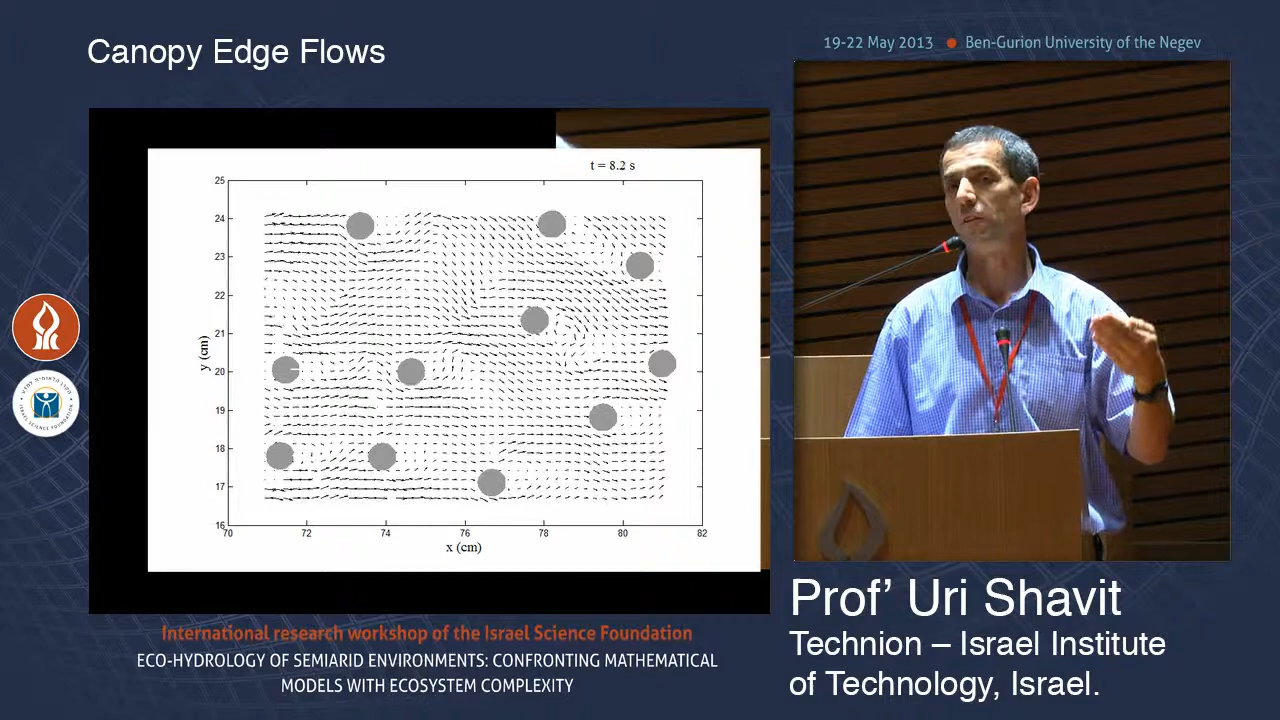 Canopy Edge Flows
19-22 May 2013 ● Ben-Gurion University of the Negev
t = 8.2 s
25
24
23
22
21
20
19
18
17
16
y (cm)
70 72 74 76 78 80 82
x (cm)
ISRAEL SCIENCE FOUNDATION
International research workshop of the Israel Science Foundation
ECO-HYDROLOGY OF SEMIARID ENVIRONMENTS: CONFRONTING MATHEMATICAL
MODELS WITH ECOSYSTEM COMPLEXITY
Prof’ Uri Shavit
Technion – Israel Institute
of Technology, Israel.